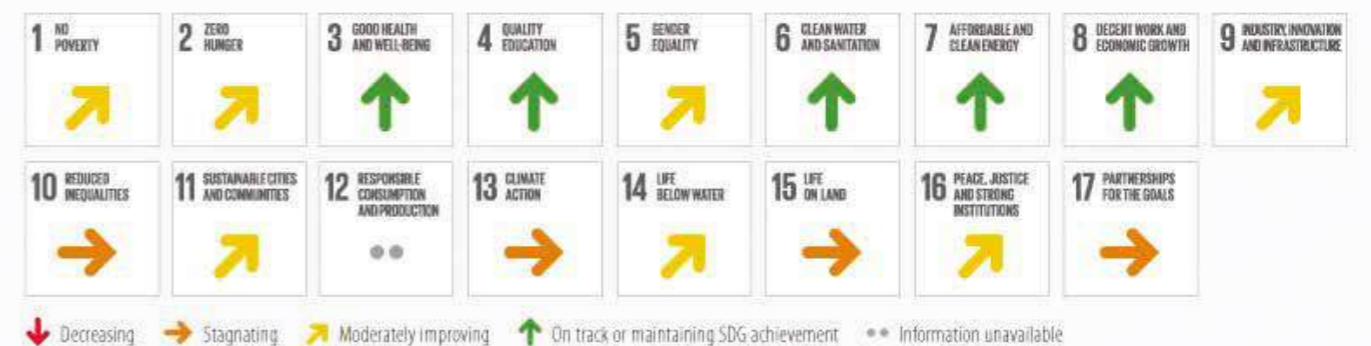 1 NO POVERTY
2 ZERO HUNGER
3 GOOD HEALTH AND WELL-BEING
4 QUALITY EDUCATION
5 GENDER EQUALITY
6 CLEAN WATER AND SANITATION
7 AFFORDABLE AND CLEAN ENERGY
8 DECENT WORK AND ECONOMIC GROWTH
9 INDUSTRY, INNOVATION AND INFRASTRUCTURE
10 REDUCED INEQUALITIES
11 SUSTAINABLE CITIES AND COMMUNITIES
12 RESPONSIBLE CONSUMPTION AND PRODUCTION
13 CLIMATE ACTION
14 LIFE BELOW WATER
15 LIFE ON LAND
16 PEACE, JUSTICE AND STRONG INSTITUTIONS
17 PARTNERSHIPS FOR THE GOALS
Decreasing
Stagnating
Moderately improving
On track or maintaining SDG achievement
Information unavailable